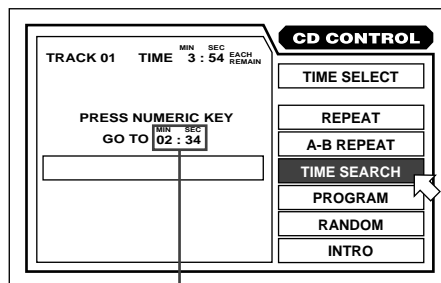 CD CONTROL
MIN SEC
TRACK 01 TIME 3 : 54 EACH REMAIN
TIME SELECT
PRESS NUMERIC KEY
MIN SEC
GO TO 02 : 34
REPEAT
A-B REPEAT
TIME SEARCH
PROGRAM
RANDOM
INTRO